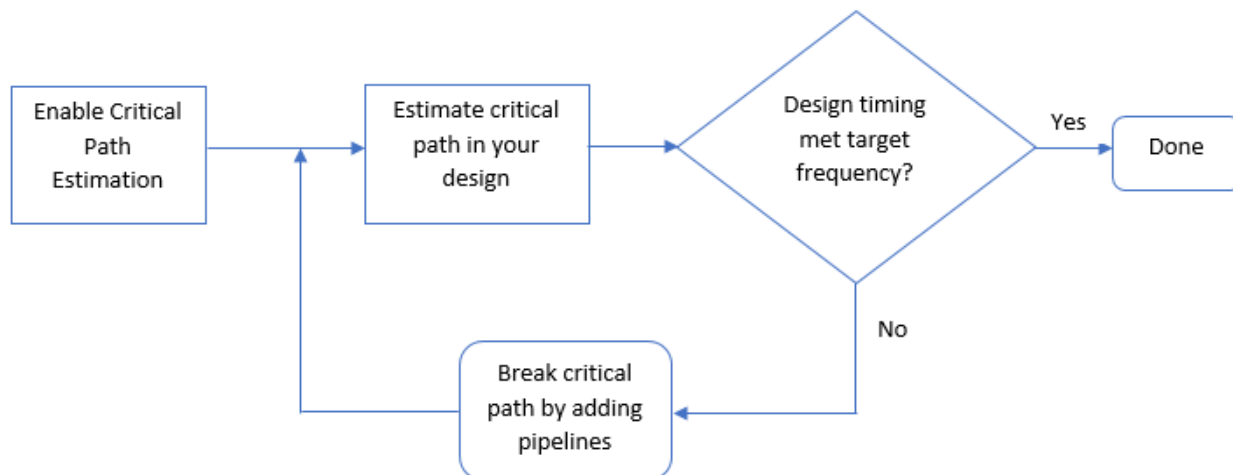 Enable Critical
Path
Estimation
Estimate critical
path in your
design
Design timing
met target
frequency?
Yes
Done
No
Break critical
path by adding
pipelines